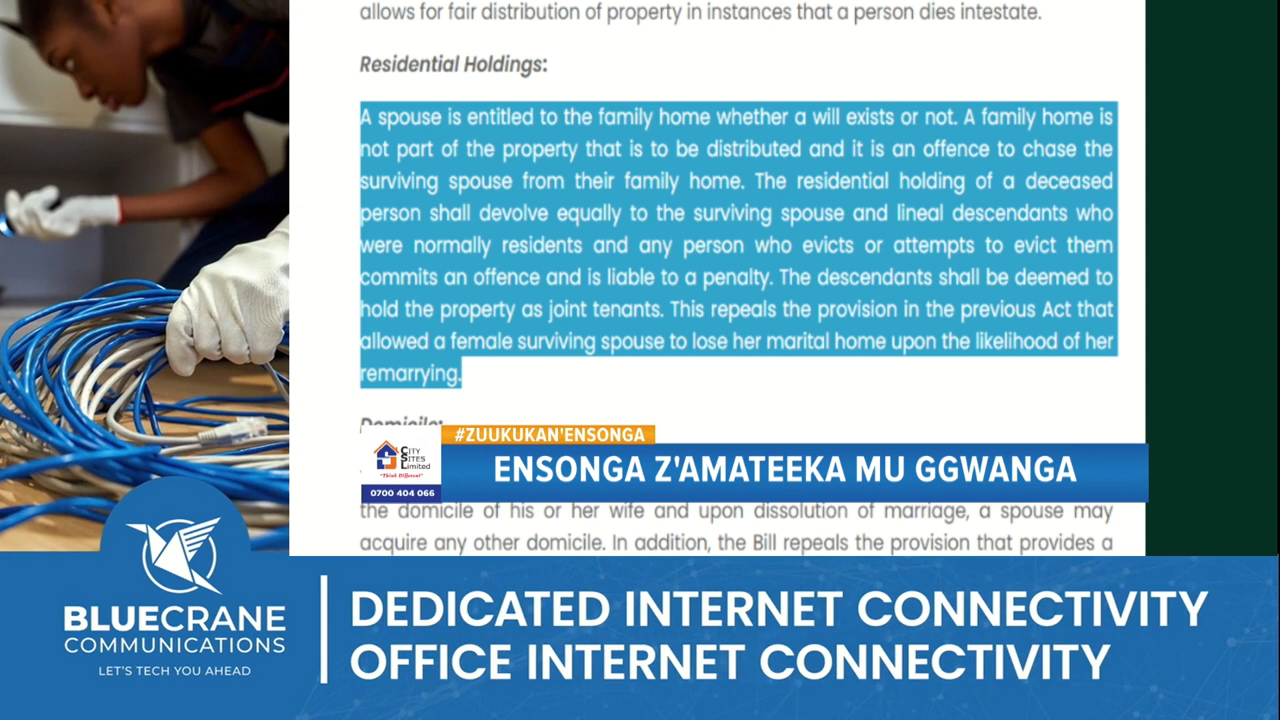 allows for fair distribution of property in instances that a person dies intestate.
Residential Holdings:
A spouse is entitled to the family home whether a will exists or not. A family home is
not part of the property that is to be distributed and it is an offence to chase the
surviving spouse from their family home. The residential holding of a deceased
person shall devolve equally to the surviving spouse and lineal descendants who
were normally residents and any person who evicts or attempts to evict them
commits an offence and is liable to a penalty. The descendants shall be deemed to
hold the property as joint tenants. This repeals the provision in the previous Act that
allowed a female surviving spouse to lose her marital home upon the likelihood of her
remarrying.
Domicile:
#ZUUKUKAN'ENSONGA
CITY
SITES
Limited
"Think Different"
0700 404 066
ENSONGA Z'AMATEEKA MU GGWANGA
the domicile of his or her wife and upon dissolution of marriage, a spouse may
acquire any other domicile. In addition, the Bill repeals the provision that provides a
BLUECRANE
COMMUNICATIONS
LET'S TECH YOU AHEAD
DEDICATED INTERNET CONNECTIVITY
OFFICE INTERNET CONNECTIVITY